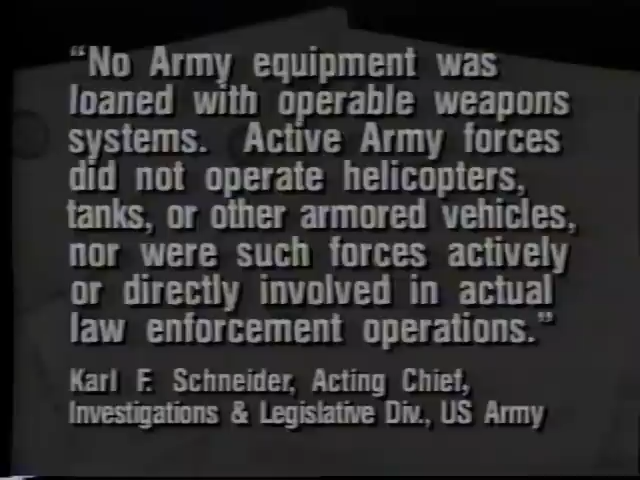 "No Army equipment was
loaned with operable weapons
systems. Active Army forces
did not operate helicopters,
tanks, or other armored vehicles,
nor were such forces actively
or directly involved in actual
law enforcement operations."
Karl F. Schneider, Acting Chief,
Investigations & Legislative Div., US Army